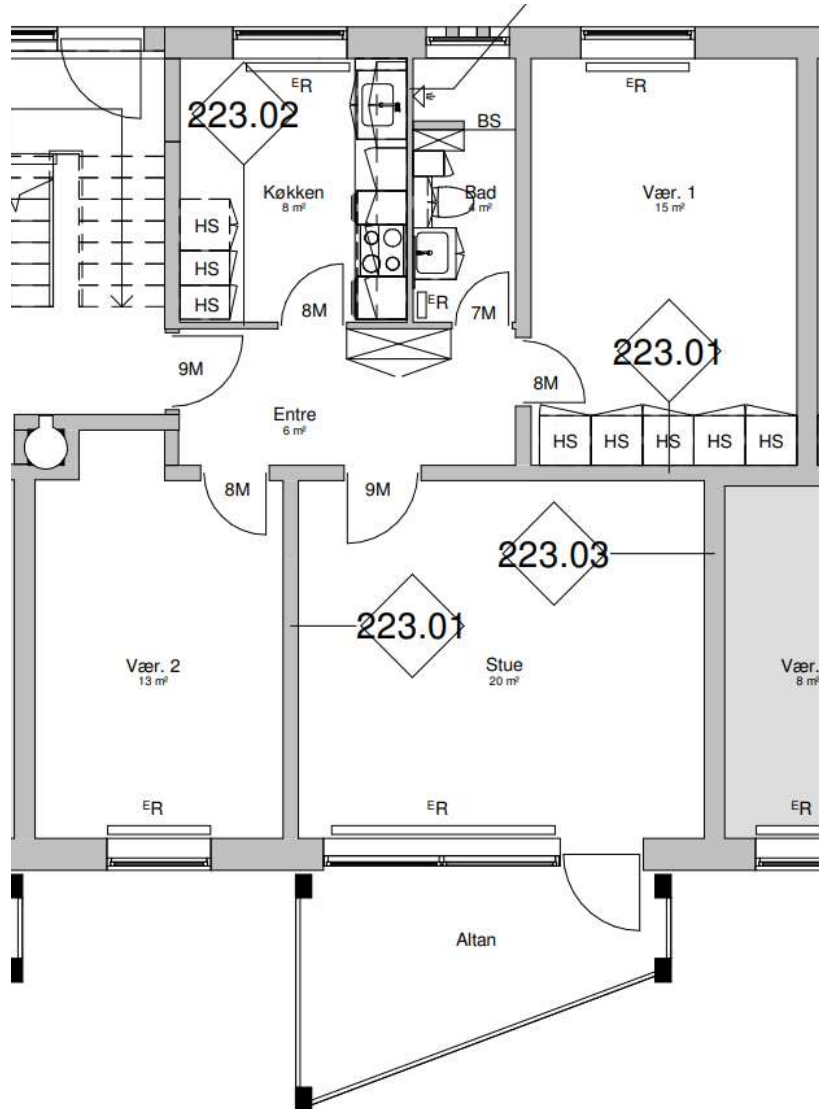 ER
ER
223.02
BS
Køkken
8 m²
Bad
4 m²
Vær. 1
15 m²
HS
HS
HS
ER
8M
7M
223.01
9M
8M
Entre
6 m²
HS
HS
HS
HS
HS
8M
9M
223.03
223.01
Vær. 2
13 m²
Stue
20 m²
Vær.
8 m²
ER
ER
ER
Altan